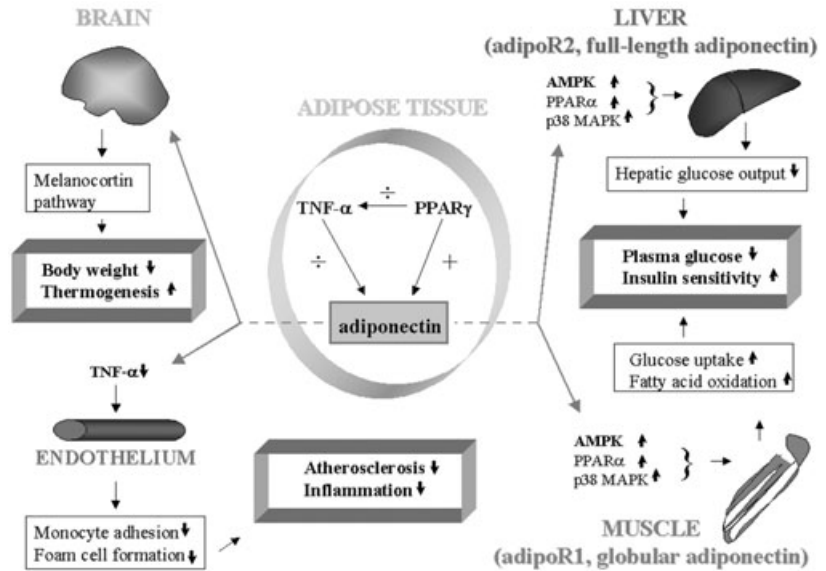 BRAIN
Melanocortin
pathway
Body weight ↓
Thermogenesis ↑
TNF-α↓
ENDOTHELIUM
Monocyte adhesion↓
Foam cell formation↓
Atherosclerosis ↓
Inflammation ↓
ADIPOSE TISSUE
÷
TNF-α PPARγ
÷ +
adiponectin
LIVER
(adipoR2, full-length adiponectin)
AMPK ↑
PPARα ↑
p38 MAPK ↑
}
Hepatic glucose output ↓
Plasma glucose ↓
Insulin sensitivity ↑
Glucose uptake ↑
Fatty acid oxidation ↑
AMPK ↑
PPARα ↑
p38 MAPK ↑
}
MUSCLE
(adipoR1, globular adiponectin)